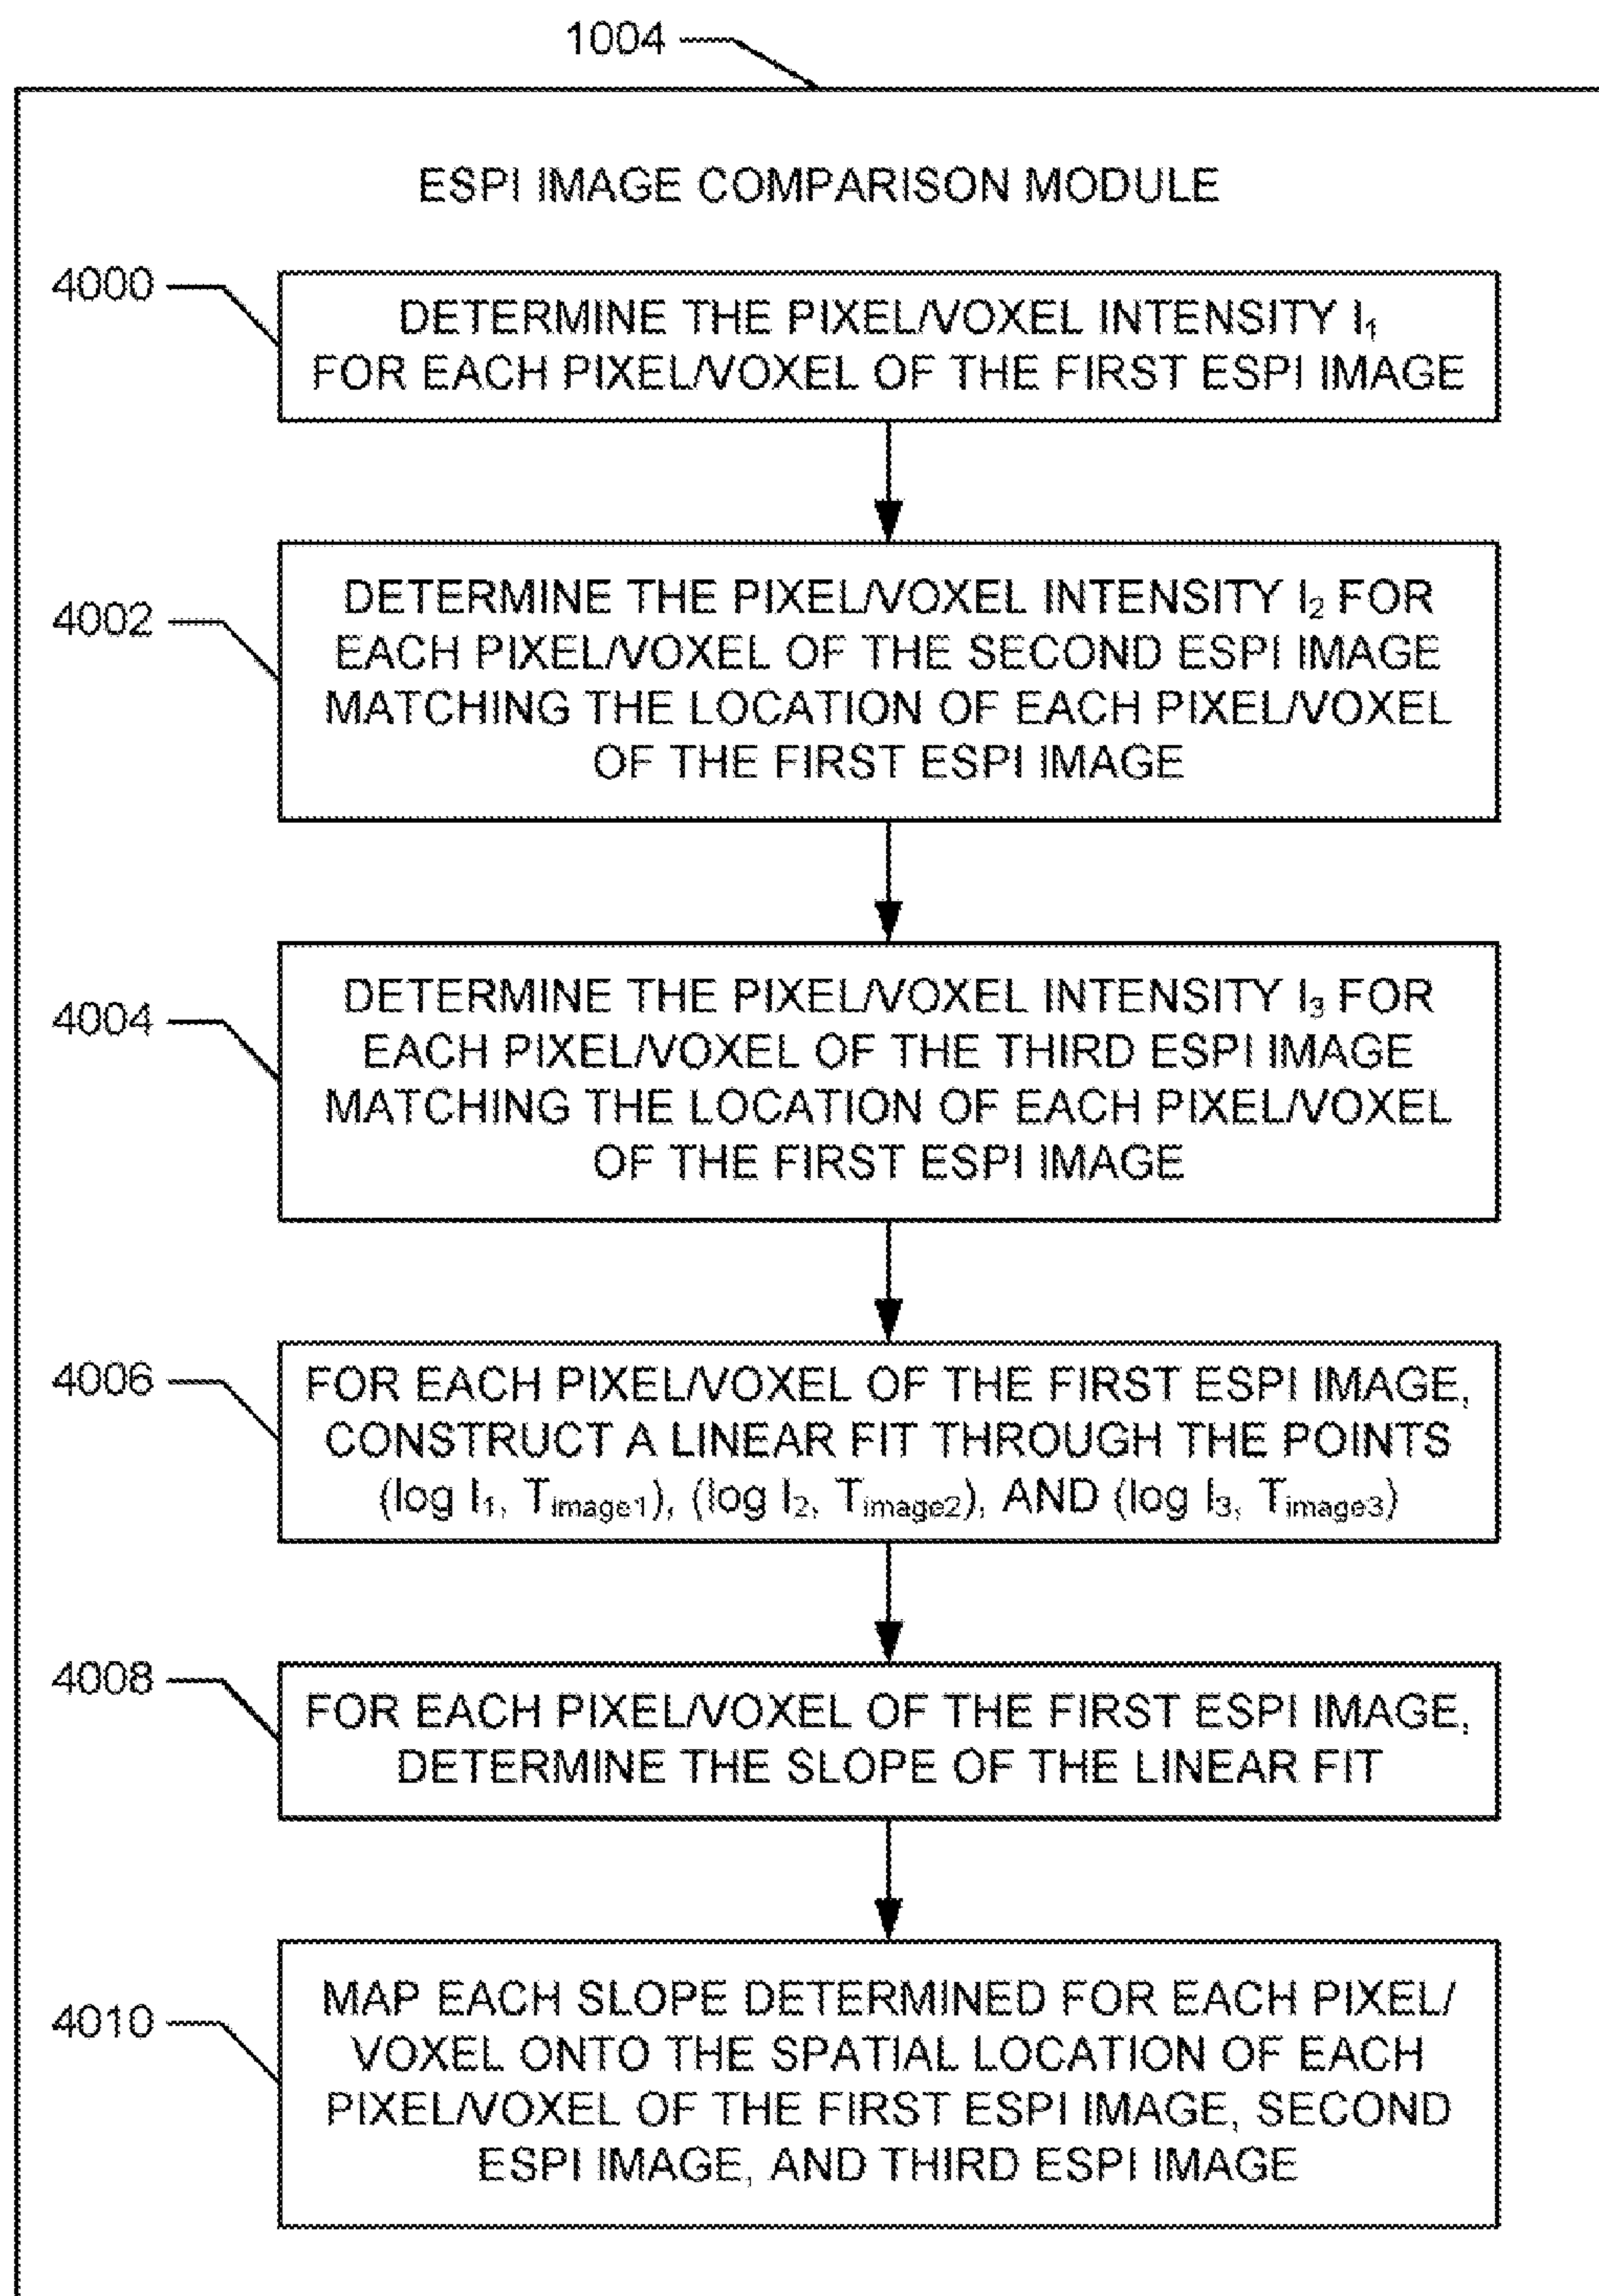 1004
ESPI IMAGE COMPARISON MODULE
4000
DETERMINE THE PIXEL/VOXEL INTENSITY I₁
FOR EACH PIXEL/VOXEL OF THE FIRST ESPI IMAGE
4002
DETERMINE THE PIXEL/VOXEL INTENSITY I₂ FOR
EACH PIXEL/VOXEL OF THE SECOND ESPI IMAGE
MATCHING THE LOCATION OF EACH PIXEL/VOXEL
OF THE FIRST ESPI IMAGE
4004
DETERMINE THE PIXEL/VOXEL INTENSITY I₃ FOR
EACH PIXEL/VOXEL OF THE THIRD ESPI IMAGE
MATCHING THE LOCATION OF EACH PIXEL/VOXEL
OF THE FIRST ESPI IMAGE
4006
FOR EACH PIXEL/VOXEL OF THE FIRST ESPI IMAGE,
CONSTRUCT A LINEAR FIT THROUGH THE POINTS
(log I₁, Timage1), (log I₂, Timage2), AND (log I₃, Timage3)
4008
FOR EACH PIXEL/VOXEL OF THE FIRST ESPI IMAGE,
DETERMINE THE SLOPE OF THE LINEAR FIT
4010
MAP EACH SLOPE DETERMINED FOR EACH PIXEL/
VOXEL ONTO THE SPATIAL LOCATION OF EACH
PIXEL/VOXEL OF THE FIRST ESPI IMAGE, SECOND
ESPI IMAGE, AND THIRD ESPI IMAGE